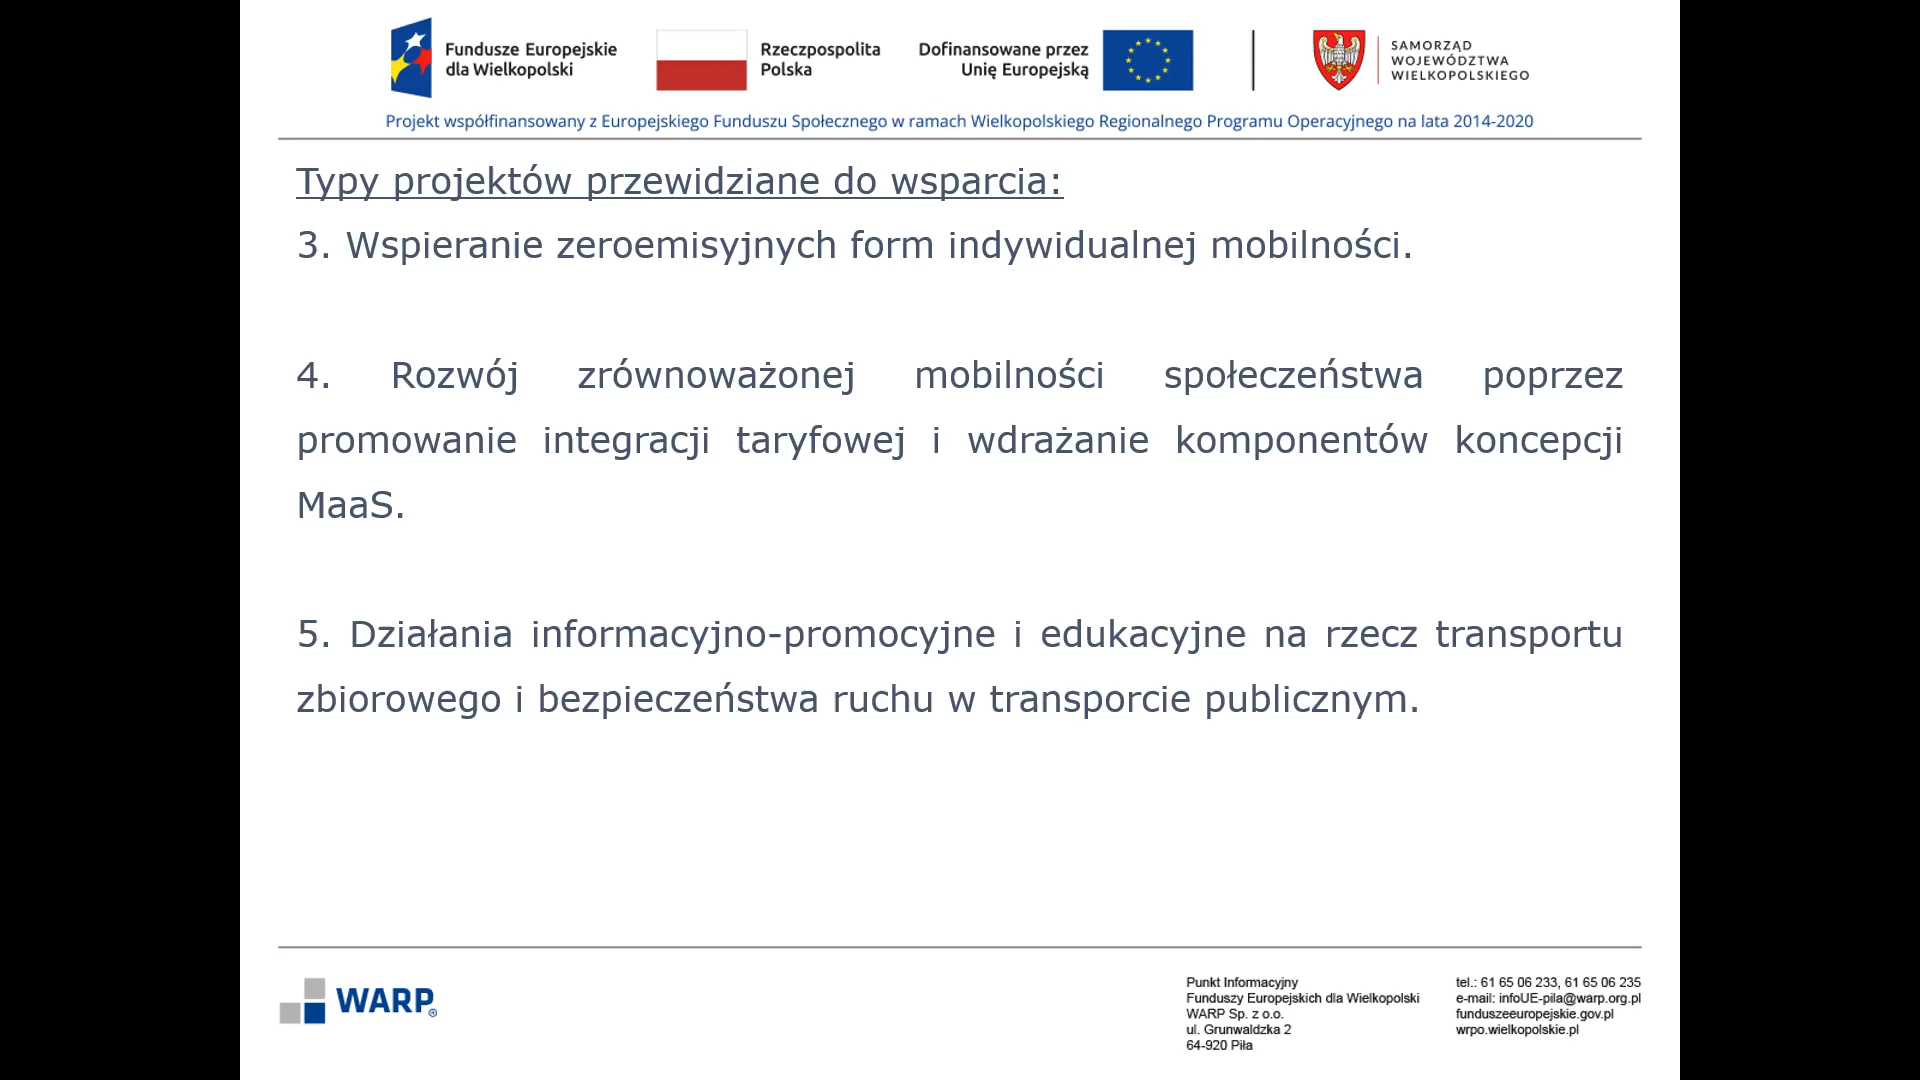 Fundusze Europejskie
dla Wielkopolski
Rzeczpospolita
Polska
Dofinansowane przez
Unię Europejską
SAMORZĄD
WOJEWÓDZTWA
WIELKOPOLSKIEGO
Projekt współfinansowany z Europejskiego Funduszu Społecznego w ramach Wielkopolskiego Regionalnego Programu Operacyjnego na lata 2014-2020
Typy projektów przewidziane do wsparcia:
3. Wspieranie zeroemisyjnych form indywidualnej mobilności.
4. Rozwój zrównoważonej mobilności społeczeństwa poprzez
promowanie integracji taryfowej i wdrażanie komponentów koncepcji
MaaS.
5. Działania informacyjno-promocyjne i edukacyjne na rzecz transportu
zbiorowego i bezpieczeństwa ruchu w transporcie publicznym.
WARP®
Punkt Informacyjny
Funduszy Europejskich dla Wielkopolski
WARP Sp. z o.o.
ul. Grunwaldzka 2
64-920 Piła
tel.: 61 65 06 233, 61 65 06 235
e-mail: infoUE-pila@warp.org.pl
funduszeeuropejskie.gov.pl
wrpo.wielkopolskie.pl